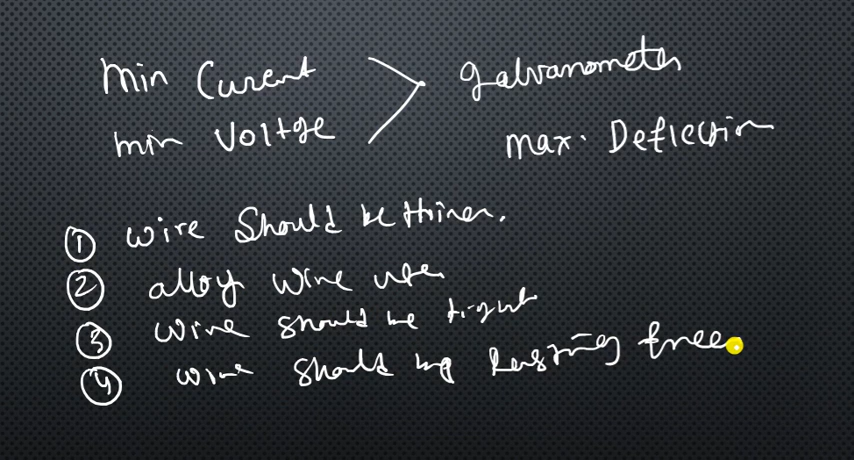 Min Curent
galvanometer
min Voltge
max. Deflection
① wire Should be thiner.
② alloy wire use
③ wire should be tight
④ wire should be Rusting free